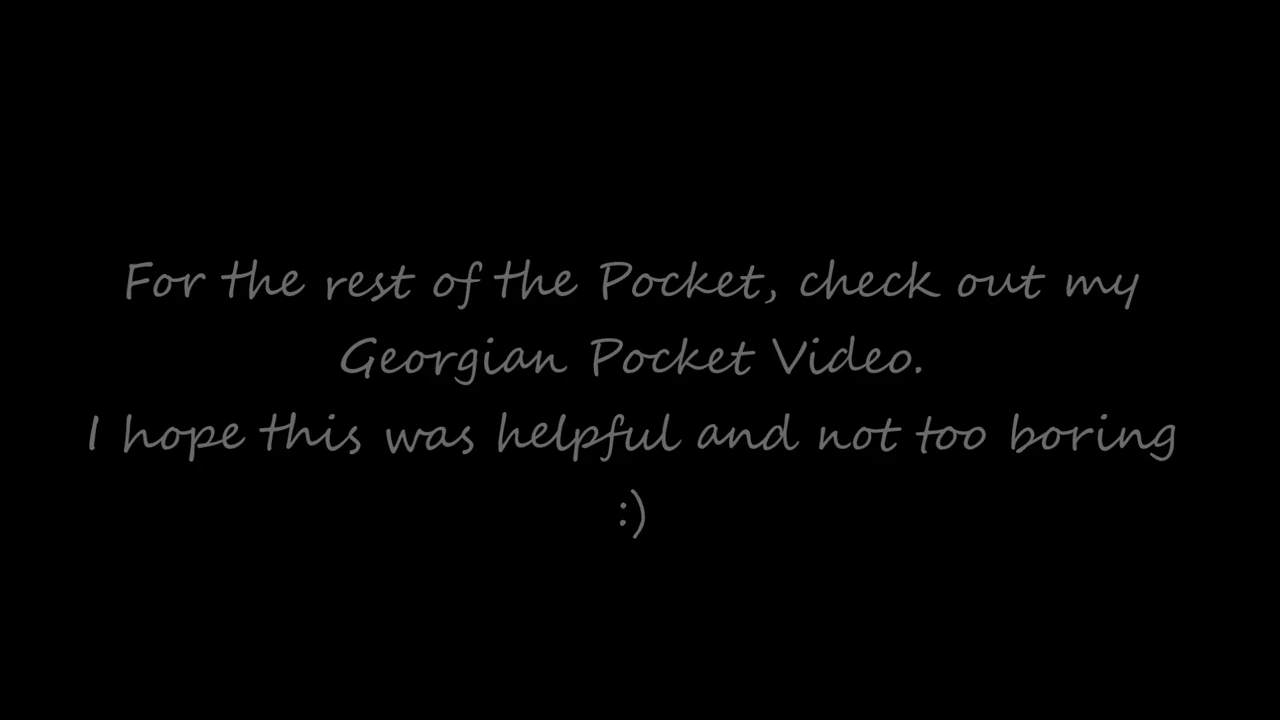 For the rest of the Pocket, check out my
Georgian Pocket Video.
I hope this was helpful and not too boring
:)